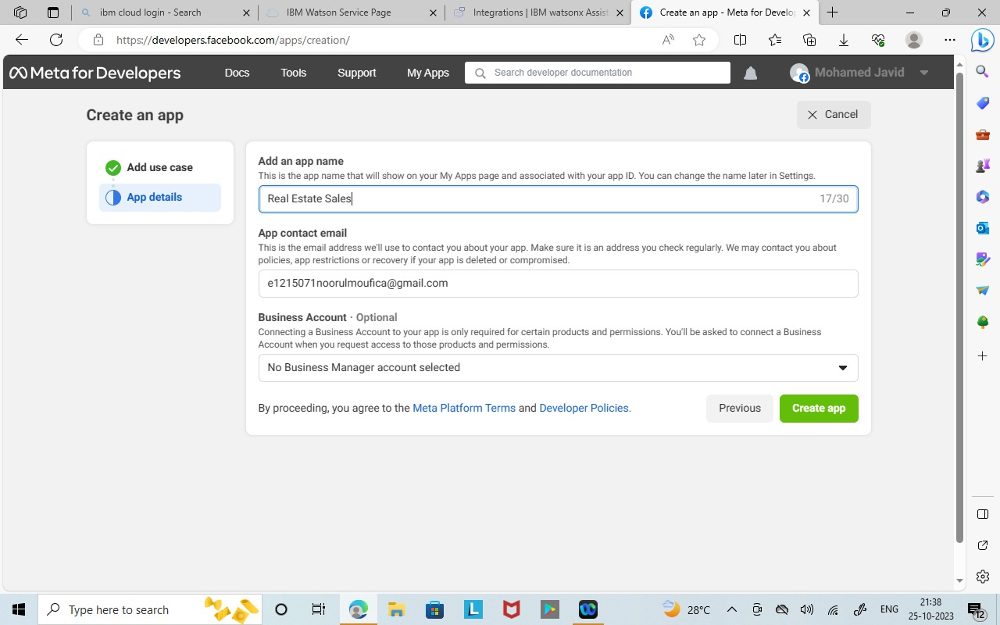 ibm cloud login - Search
IBM Watson Service Page
Integrations | IBM watsonx Assist
Create an app - Meta for Develop
https://developers.facebook.com/apps/creation/
Meta for Developers
Docs
Tools
Support
My Apps
Search developer documentation
Mohamed Javid
Create an app
Cancel
Add use case
App details
Add an app name
This is the app name that will show on your My Apps page and associated with your app ID. You can change the name later in Settings.
Real Estate Sales
17/30
App contact email
This is the email address we'll use to contact you about your app. Make sure it is an address you check regularly. We may contact you about
policies, app restrictions or recovery if your app is deleted or compromised.
e1215071noorulmoufica@gmail.com
Business Account · Optional
Connecting a Business Account to your app is only required for certain products and permissions. You'll be asked to connect a Business
Account when you request access to those products and permissions.
No Business Manager account selected
By proceeding, you agree to the Meta Platform Terms and Developer Policies.
Previous
Create app
Type here to search
28°C
ENG
21:38
25-10-2023
12